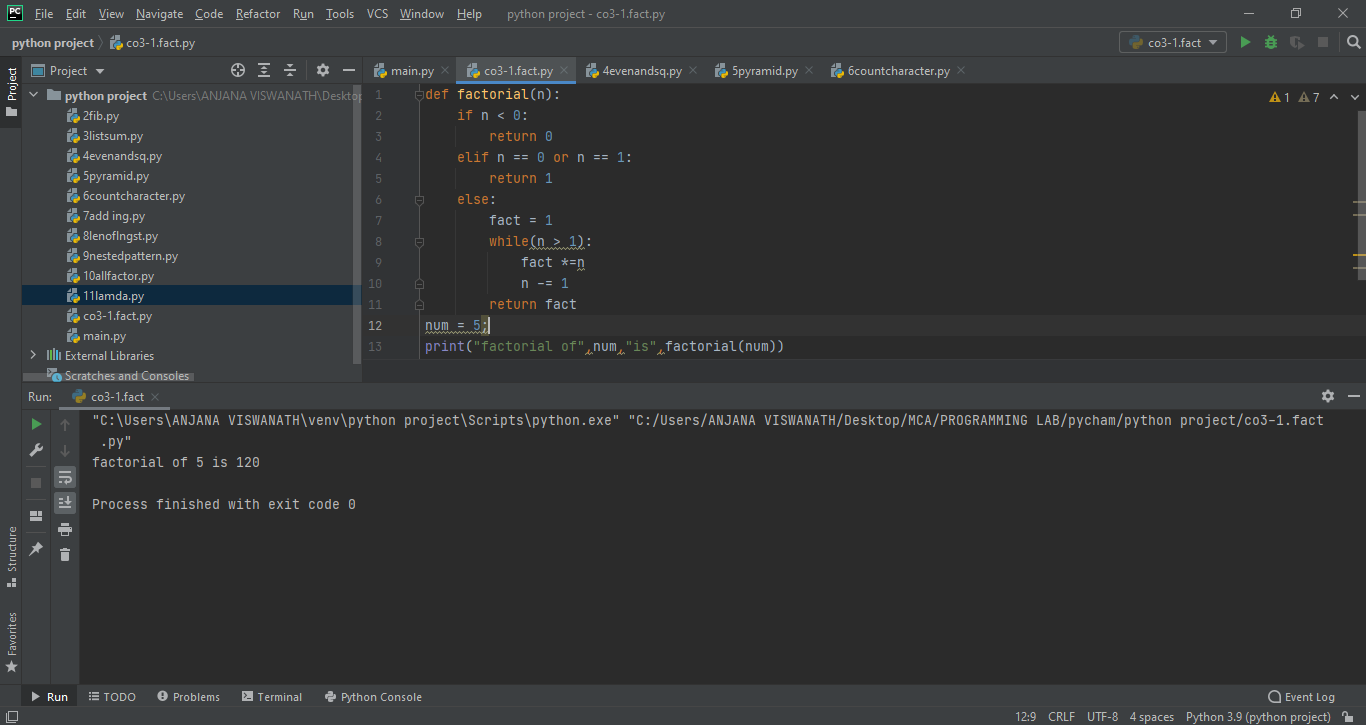 PC File Edit View Navigate Code Refactor Run Tools VCS Window Help python project - co3-1.fact.py
python project co3-1.fact.py co3-1.fact
Project
Project
main.py co3-1.fact.py 4evenandsq.py 5pyramid.py 6countcharacter.py
python project C:\Users\ANJANA VISWANATH\Deskto
2fib.py
3listsum.py
4evenandsq.py
5pyramid.py
6countcharacter.py
7add ing.py
8lenoflngst.py
9nestedpattern.py
10allfactor.py
11lamda.py
co3-1.fact.py
main.py
External Libraries
Scratches and Consoles
1 def factorial(n):
2 if n < 0:
3 return 0
4 elif n == 0 or n == 1:
5 return 1
6 else:
7 fact = 1
8 while(n > 1):
9 fact *=n
10 n -= 1
11 return fact
12 num = 5;
13 print("factorial of",num,"is",factorial(num))
1 7
Run: co3-1.fact
"C:\Users\ANJANA VISWANATH\venv\python project\Scripts\python.exe" "C:/Users/ANJANA VISWANATH/Desktop/MCA/PROGRAMMING LAB/pycham/python project/co3-1.fact
.py"
factorial of 5 is 120
Process finished with exit code 0
Structure
Favorites
Run TODO Problems Terminal Python Console Event Log
12:9 CRLF UTF-8 4 spaces Python 3.9 (python project)